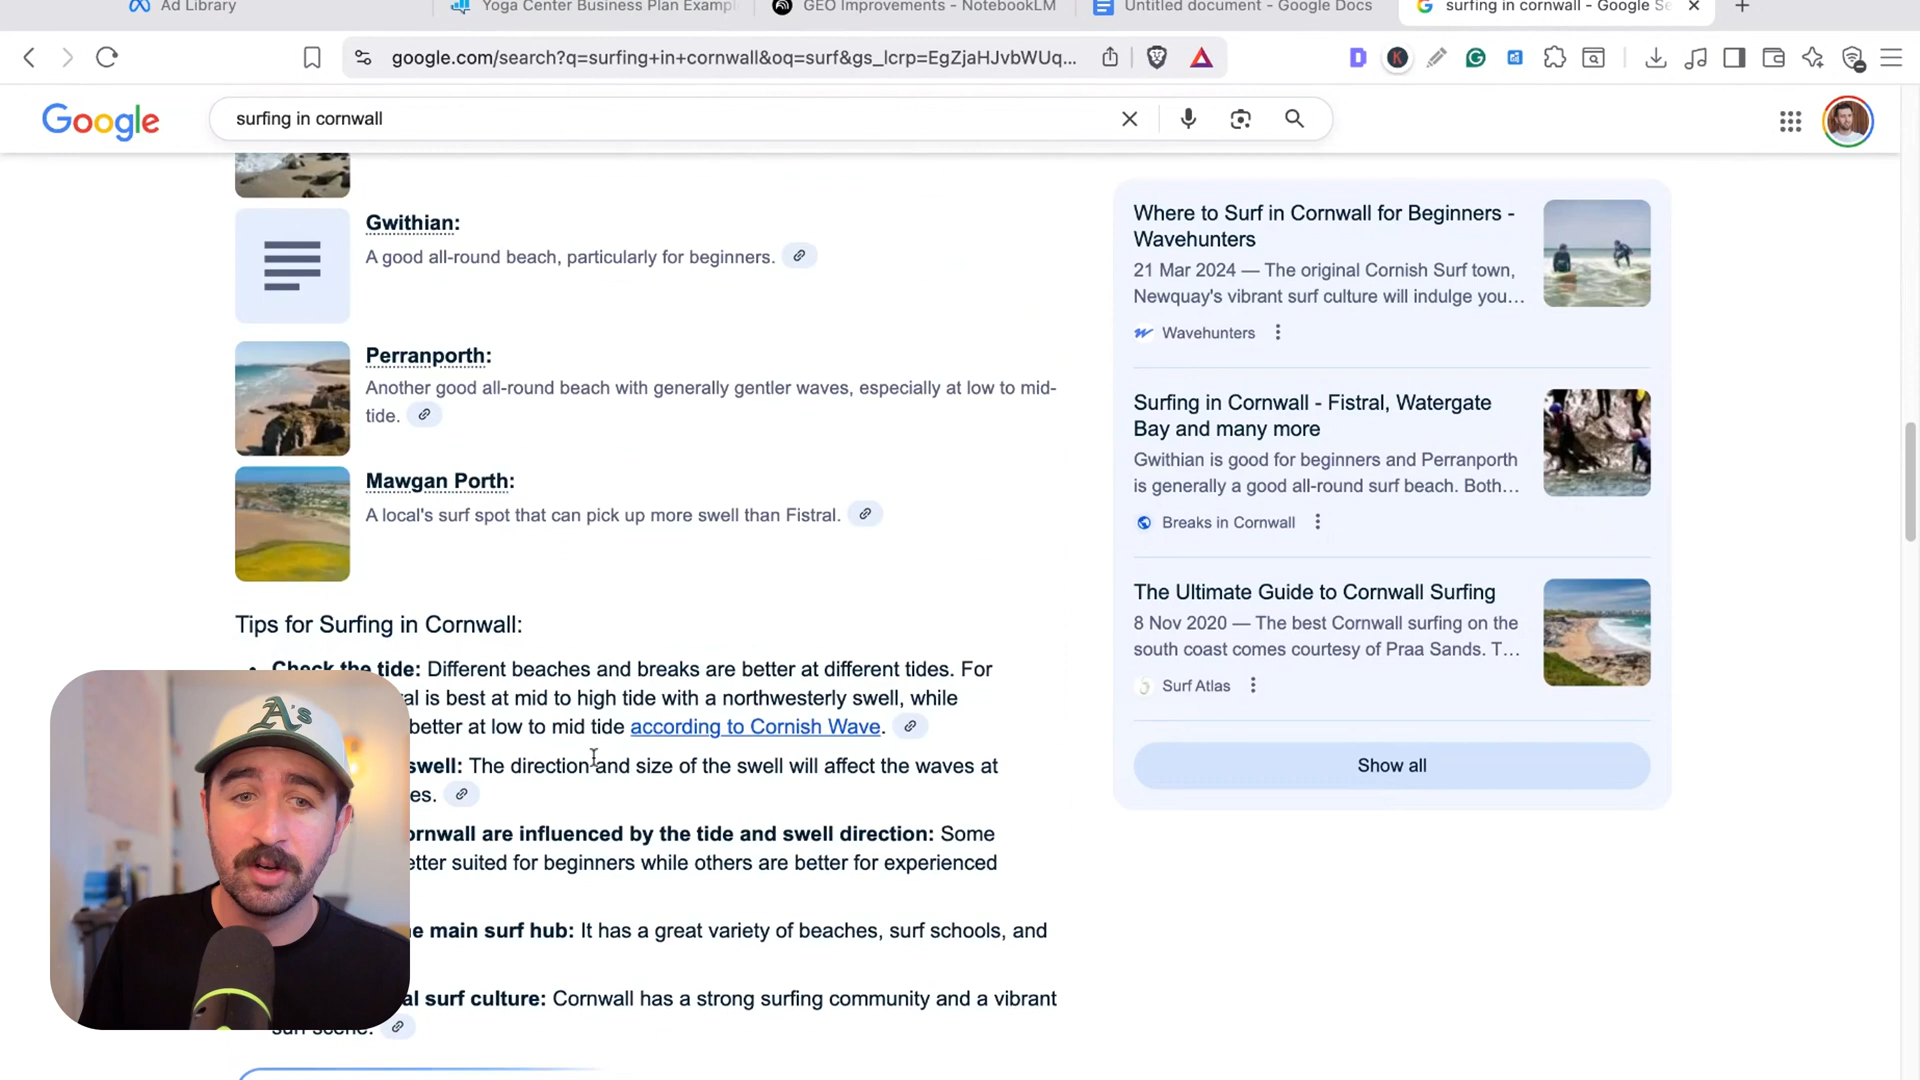 Ad Library
Yoga Center Business Plan Exampl
GEO Improvements - NotebookLM
Untitled document - Google Docs
surfing in cornwall - Google Se
google.com/search?q=surfing+in+cornwall&oq=surf&gs_lcrp=EgZjaHJvbWUq...
Google
surfing in cornwall
Gwithian:
A good all-round beach, particularly for beginners.
Perranporth:
Another good all-round beach with generally gentler waves, especially at low to mid-
tide.
Mawgan Porth:
A local's surf spot that can pick up more swell than Fistral.
Tips for Surfing in Cornwall:
Check the tide: Different beaches and breaks are better at different tides. For
al is best at mid to high tide with a northwesterly swell, while
better at low to mid tide according to Cornish Wave.
swell: The direction and size of the swell will affect the waves at
es.
ornwall are influenced by the tide and swell direction: Some
etter suited for beginners while others are better for experienced
e main surf hub: It has a great variety of beaches, surf schools, and
al surf culture: Cornwall has a strong surfing community and a vibrant
surf scene.
A's
Where to Surf in Cornwall for Beginners -
Wavehunters
21 Mar 2024 — The original Cornish Surf town,
Newquay's vibrant surf culture will indulge you...
Wavehunters
Surfing in Cornwall - Fistral, Watergate
Bay and many more
Gwithian is good for beginners and Perranporth
is generally a good all-round surf beach. Both...
Breaks in Cornwall
The Ultimate Guide to Cornwall Surfing
8 Nov 2020 — The best Cornwall surfing on the
south coast comes courtesy of Praa Sands. T...
Surf Atlas
Show all